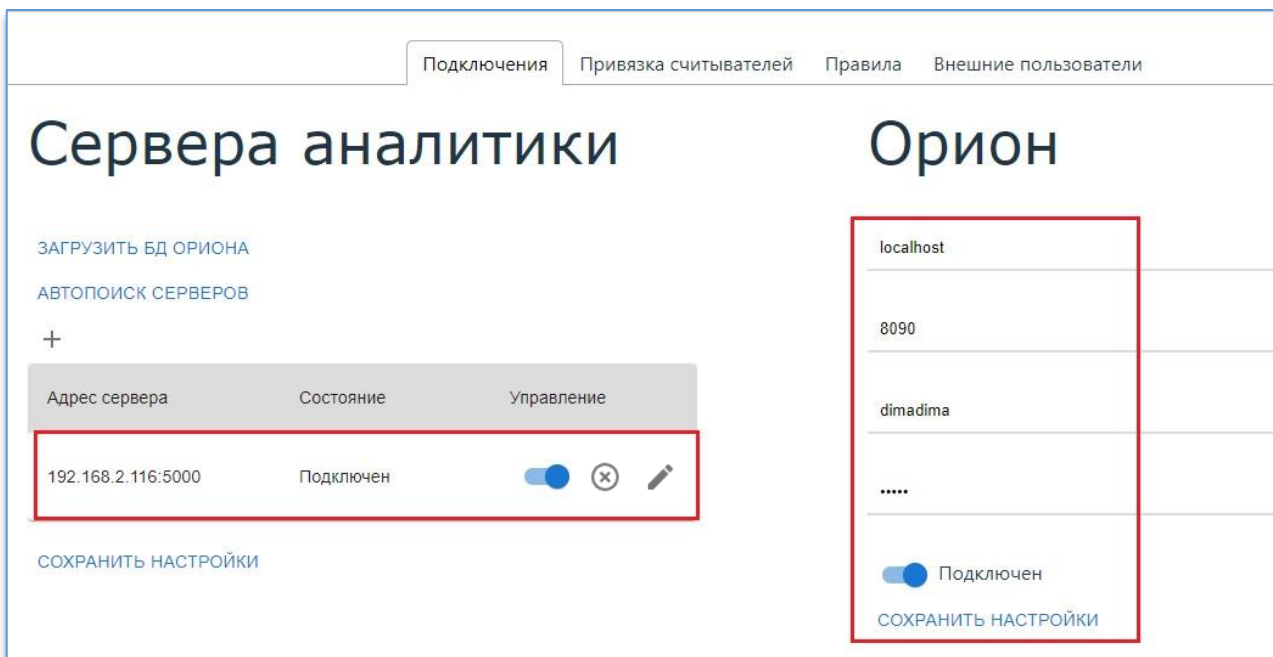 Подключения Привязка считывателей Правила Внешние пользователи
Сервера аналитики
ЗАГРУЗИТЬ БД ОРИОНА
АВТОПОИСК СЕРВЕРОВ
+
Адрес сервера Состояние Управление
192.168.2.116:5000 Подключен
СОХРАНИТЬ НАСТРОЙКИ
Орион
localhost
8090
dimadima
•••••
Подключен
СОХРАНИТЬ НАСТРОЙКИ